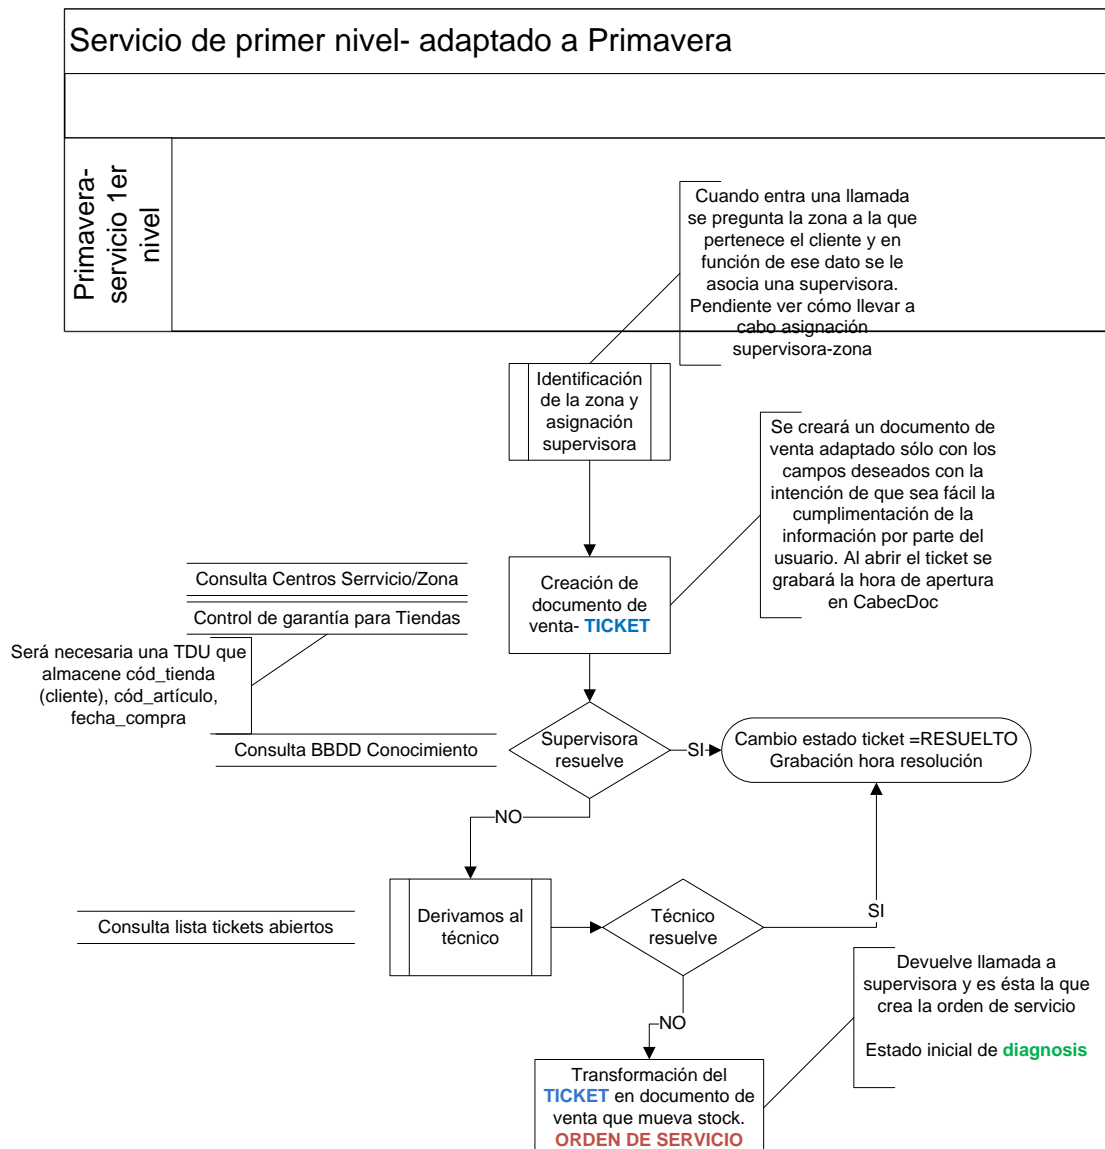 Servicio de primer nivel- adaptado a Primavera
Primavera-
servicio 1er
nivel
Cuando entra una llamada
se pregunta la zona a la que
pertenece el cliente y en
función de ese dato se le
asocia una supervisora.
Pendiente ver cómo llevar a
cabo asignación
supervisora-zona
Identificación
de la zona y
asignación
supervisora
Se creará un documento de
venta adaptado sólo con los
campos deseados con la
intención de que sea fácil la
cumplimentación de la
información por parte del
usuario. Al abrir el ticket se
grabará la hora de apertura
en CabecDoc
Consulta Centros Serrvicio/Zona
Control de garantía para Tiendas
Será necesaria una TDU que
almacene cód_tienda
(cliente), cód_artículo,
fecha_compra
Creación de
documento de
venta- TICKET
Consulta BBDD Conocimiento
Supervisora
resuelve
SI
Cambio estado ticket =RESUELTO
Grabación hora resolución
NO
Consulta lista tickets abiertos
Derivamos al
técnico
Técnico
resuelve
SI
NO
Devuelve llamada a
supervisora y es ésta la que
crea la orden de servicio
Estado inicial de diagnosis
Transformación del
TICKET en documento de
venta que mueva stock.
ORDEN DE SERVICIO